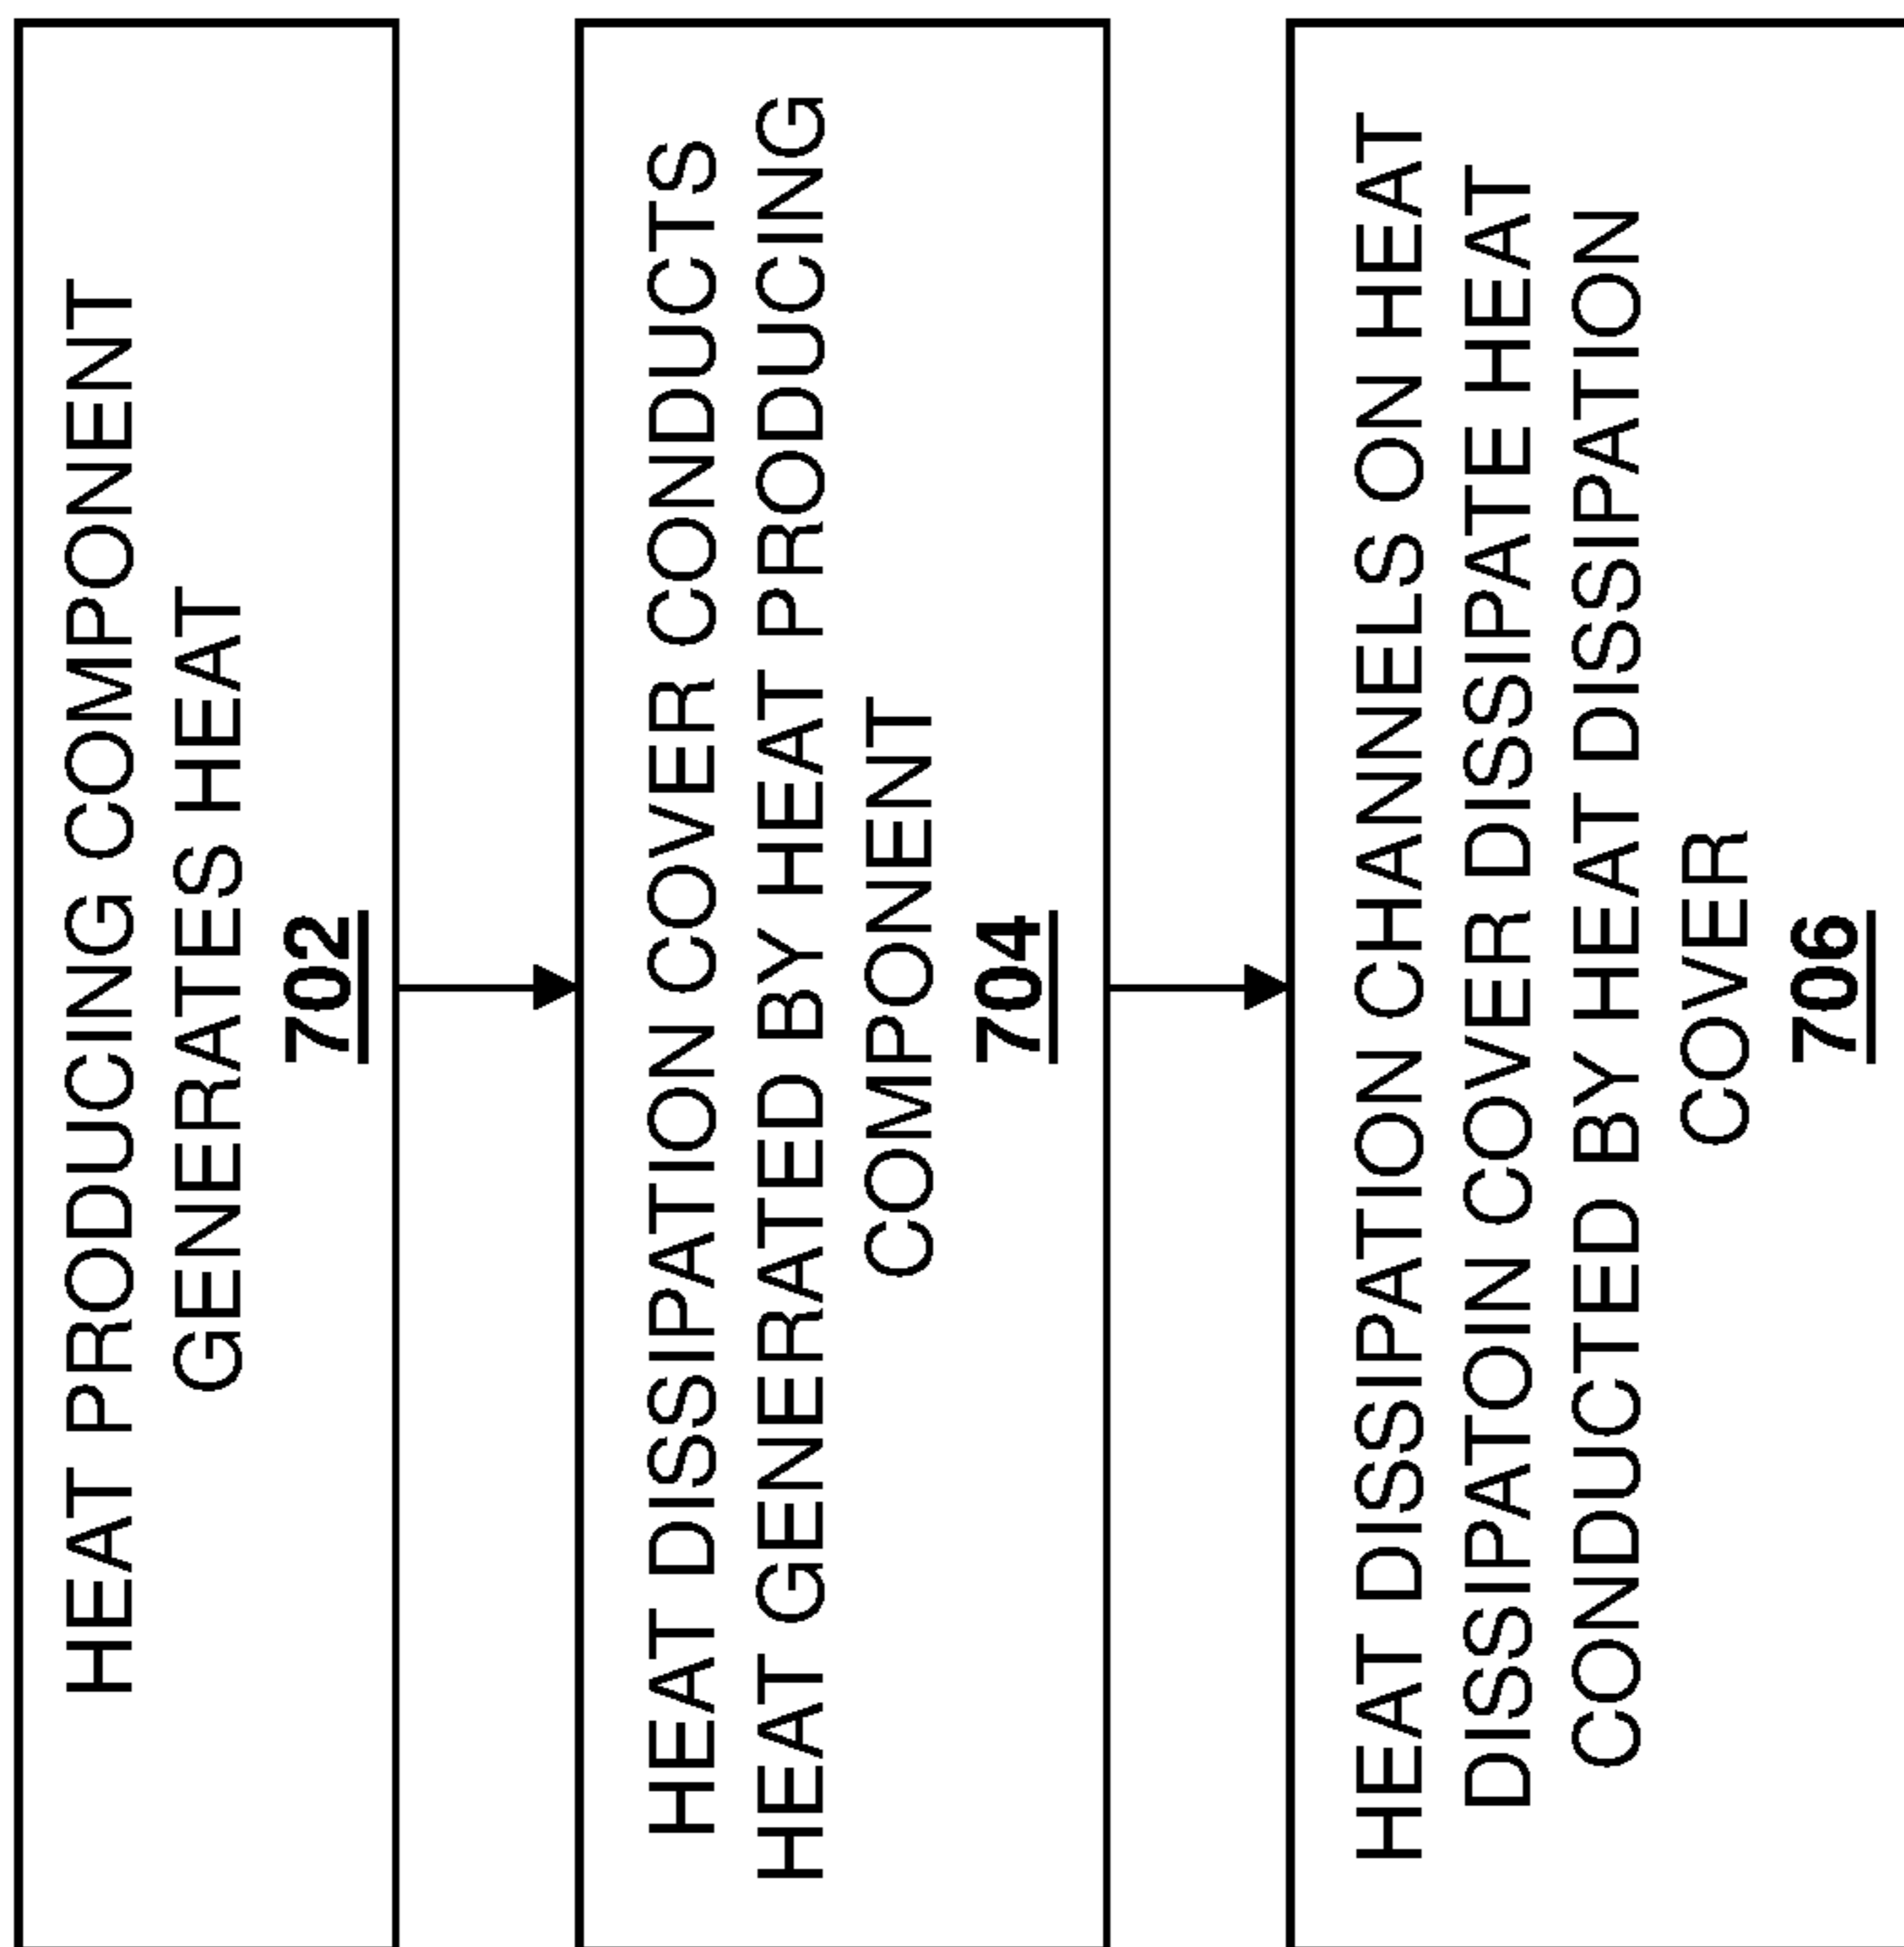 HEAT PRODUCING COMPONENT
GENERATES HEAT
702
HEAT DISSIPATION COVER CONDUCTS
HEAT GENERATED BY HEAT PRODUCING
COMPONENT
704
HEAT DISSIPATION CHANNELS ON HEAT
DISSIPATOIN COVER DISSIPATE HEAT
CONDUCTED BY HEAT DISSIPATION
COVER
706